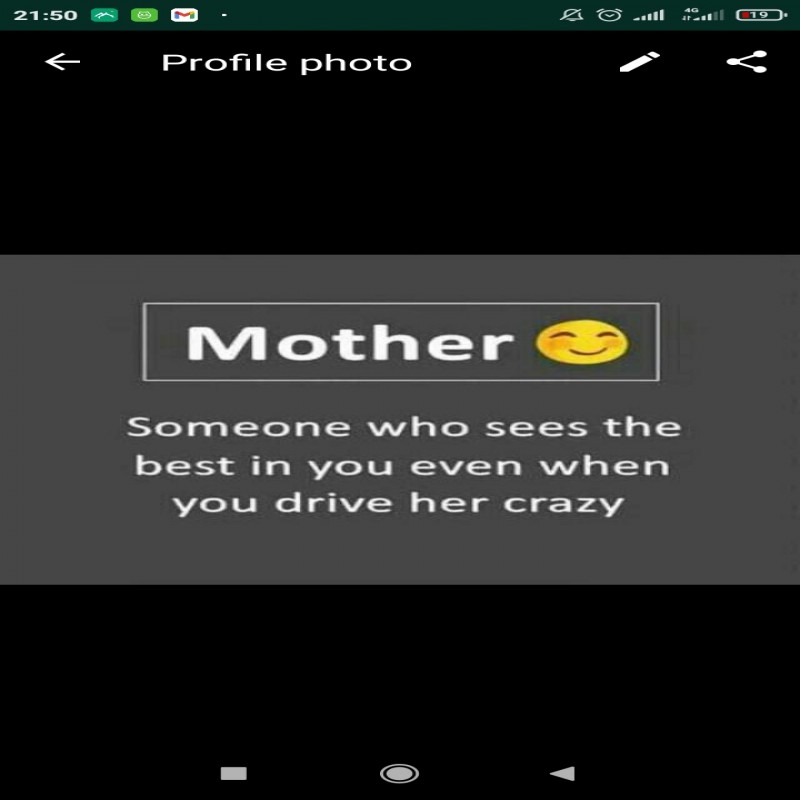 21:50
4G
19
Profile photo
Mother 😊
Someone who sees the
best in you even when
you drive her crazy